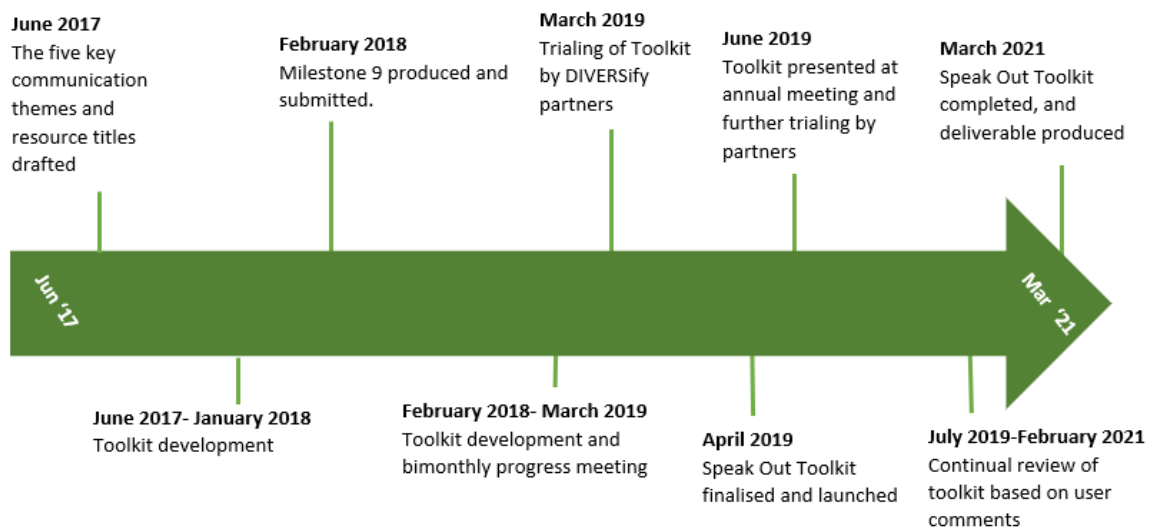 June 2017
The five key
communication
themes and
resource titles
drafted
February 2018
Milestone 9 produced and
submitted.
March 2019
Trialing of Toolkit
by DIVERSify
partners
June 2019
Toolkit presented at
annual meeting and
further trialing by
partners
March 2021
Speak Out Toolkit
completed, and
deliverable produced
Jun ‘17
Mar ‘21
June 2017- January 2018
Toolkit development
February 2018- March 2019
Toolkit development and
bimonthly progress meeting
April 2019
Speak Out Toolkit
finalised and launched
July 2019-February 2021
Continual review of
toolkit based on user
comments